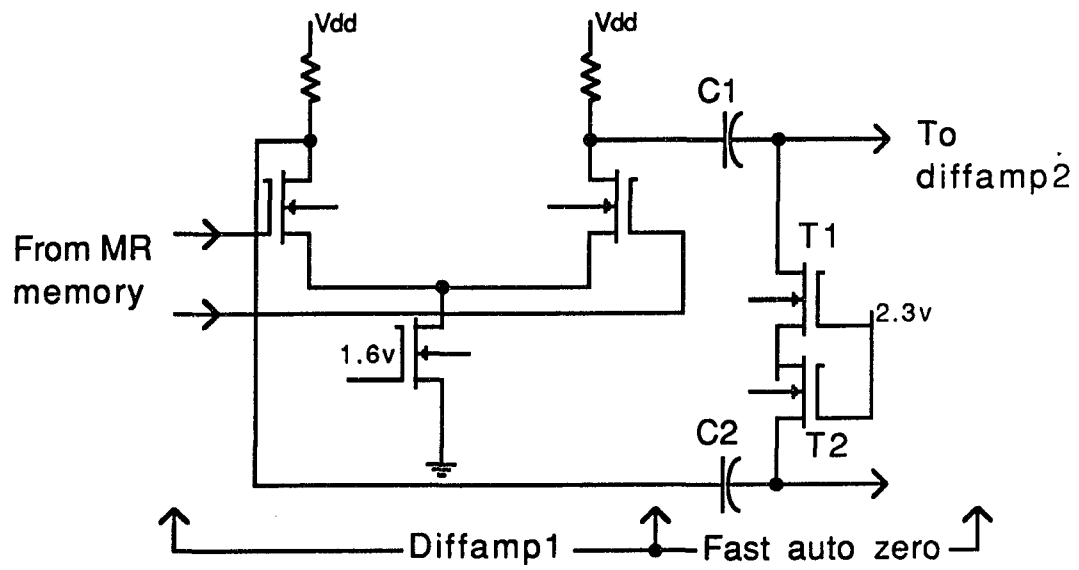 Vdd
Vdd
C1
To
diffamp2
T1
From MR
memory
2.3v
1.6v
C2
T2
Diffamp1
Fast auto zero